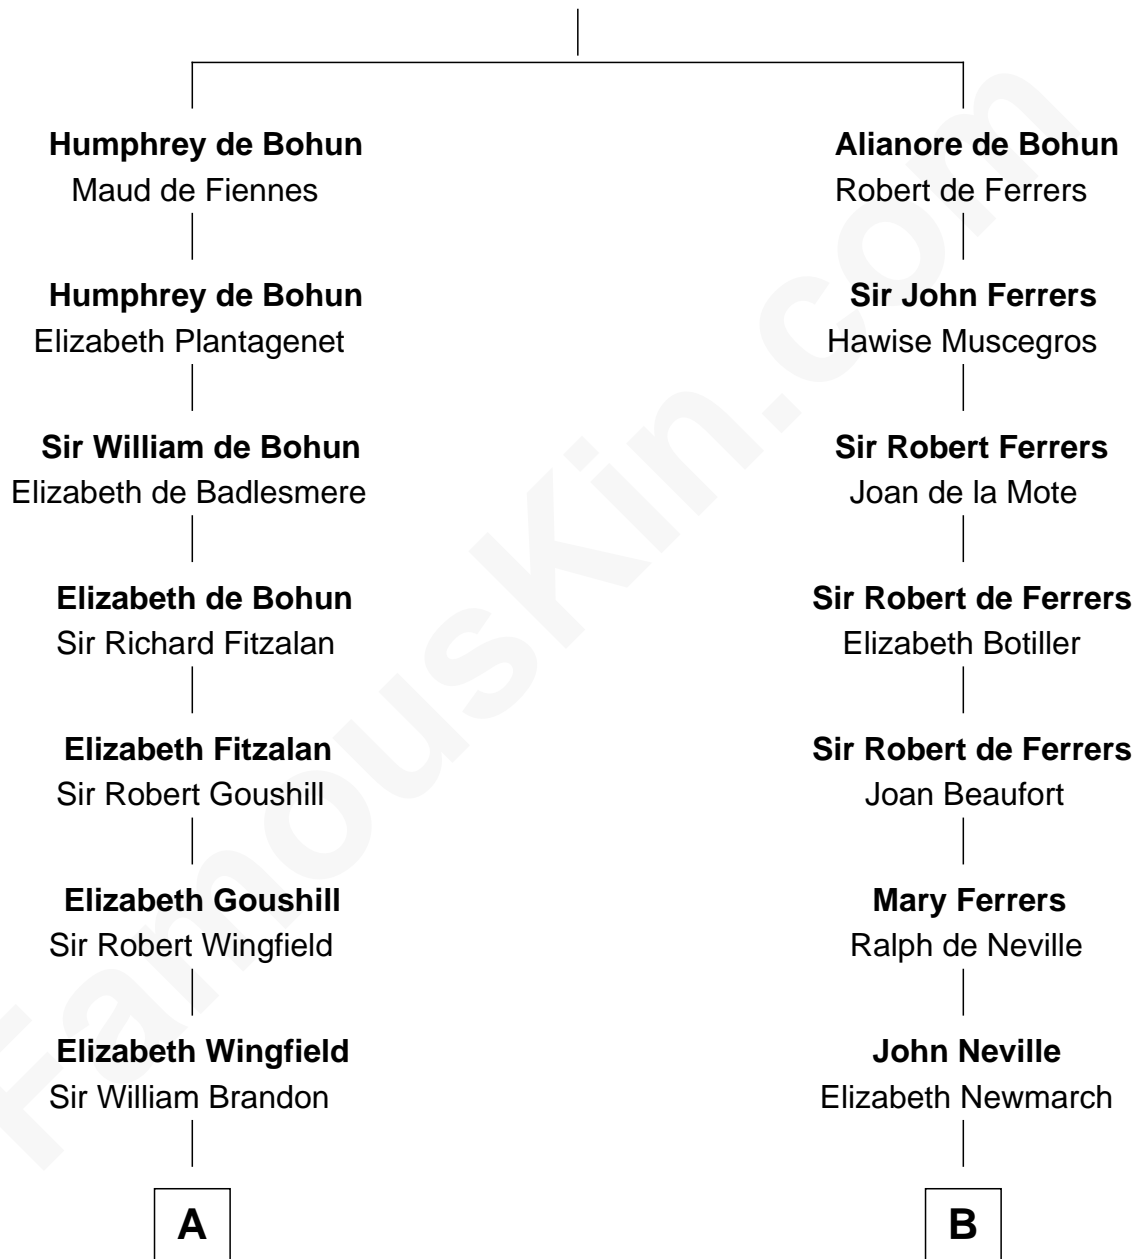 Humphrey de Bohun
Maud de Fiennes
Humphrey de Bohun
Elizabeth Plantagenet
Sir William de Bohun
Elizabeth de Badlesmere
Elizabeth de Bohun
Sir Richard Fitzalan
Elizabeth Fitzalan
Sir Robert Goushill
Elizabeth Goushill
Sir Robert Wingfield
Elizabeth Wingfield
Sir William Brandon
A
Alianore de Bohun
Robert de Ferrers
Sir John Ferrers
Hawise Muscegros
Sir Robert Ferrers
Joan de la Mote
Sir Robert de Ferrers
Elizabeth Botiller
Sir Robert de Ferrers
Joan Beaufort
Mary Ferrers
Ralph de Neville
John Neville
Elizabeth Newmarch
B
FamousKin.com